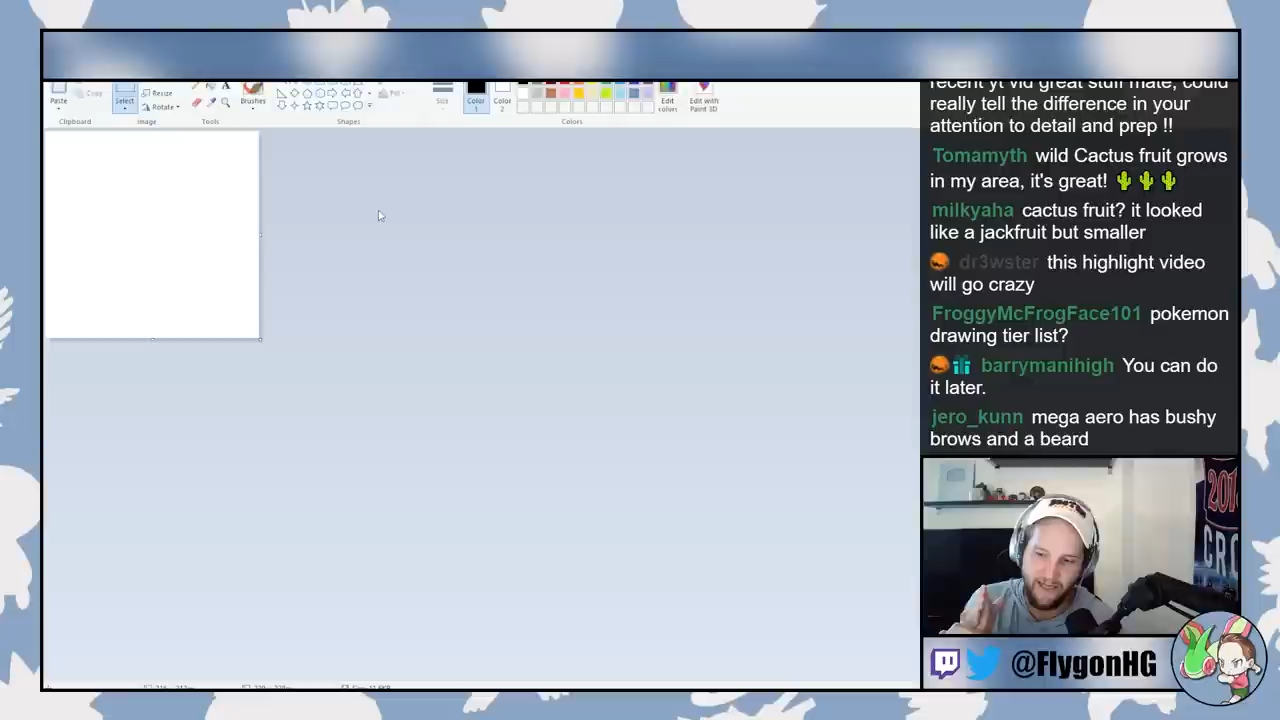 Paste
Copy
Select
Resize
Rotate
Brushes
Fill
Size
Color
1
Color
2
Edit
colors
Edit with
Paint 3D
Clipboard
Image
Tools
Shapes
Colors
recent yt vid great stuff mate, could
really tell the difference in your
attention to detail and prep !!
Tomamyth wild Cactus fruit grows
in my area, it's great! 🌵 🌵 🌵
milkyaha cactus fruit? it looked
like a jackfruit but smaller
dr3wster this highlight video
will go crazy
FroggyMcFrogFace101 pokemon
drawing tier list?
barrymanihigh You can do
it later.
jero_kunn mega aero has bushy
brows and a beard
201
CRO
@FlygonHG